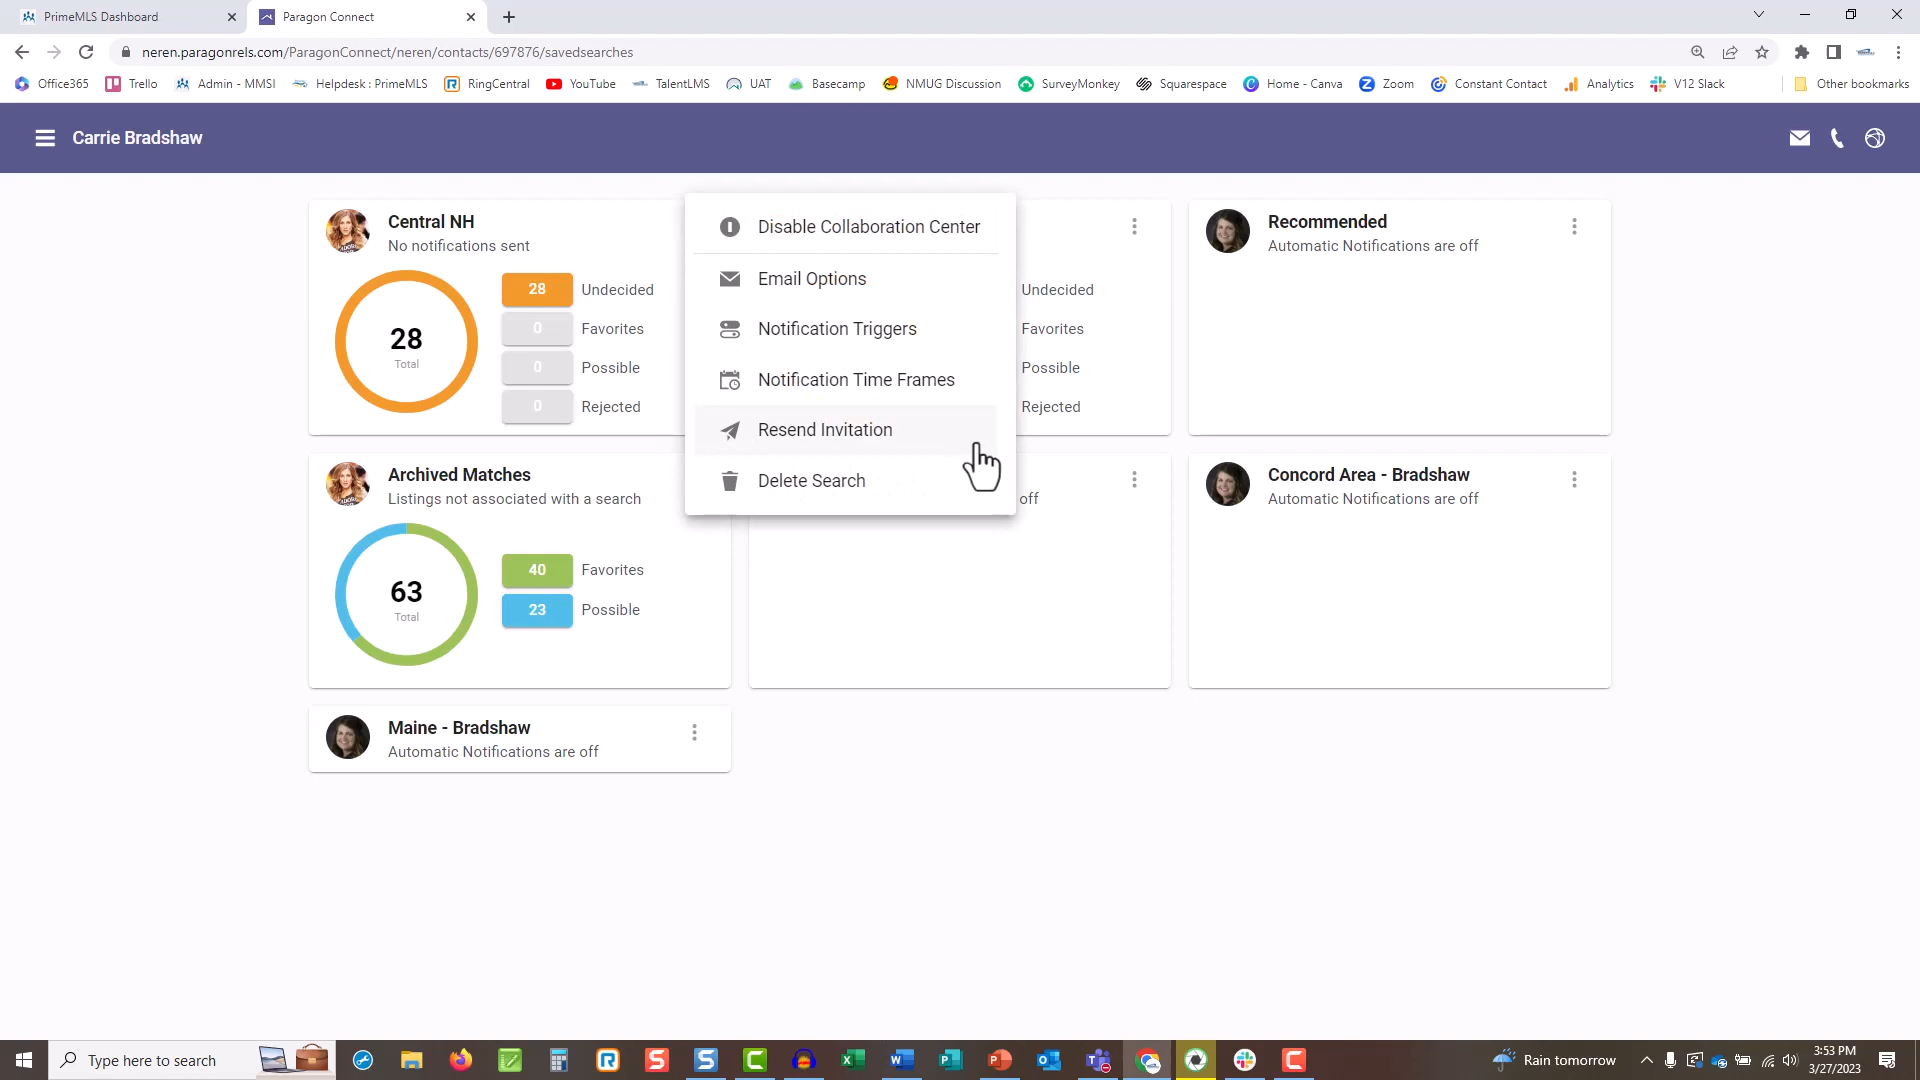 PrimeMLS Dashboard
Paragon Connect
neren.paragonrels.com/ParagonConnect/neren/contacts/697876/savedsearches
Office365
Trello
Admin - MMSI
Helpdesk : PrimeMLS
RingCentral
YouTube
TalentLMS
UAT
Basecamp
NMUG Discussion
SurveyMonkey
Squarespace
Home - Canva
Zoom
Constant Contact
Analytics
V12 Slack
Other bookmarks
Carrie Bradshaw
Central NH
No notifications sent
28
Total
28 Undecided
0 Favorites
0 Possible
0 Rejected
Disable Collaboration Center
Email Options
Notification Triggers
Notification Time Frames
Resend Invitation
Delete Search
Undecided
Favorites
Possible
Rejected
Recommended
Automatic Notifications are off
Archived Matches
Listings not associated with a search
63
Total
40 Favorites
23 Possible
off
Concord Area - Bradshaw
Automatic Notifications are off
Maine - Bradshaw
Automatic Notifications are off
Type here to search
Rain tomorrow
3:53 PM
3/27/2023